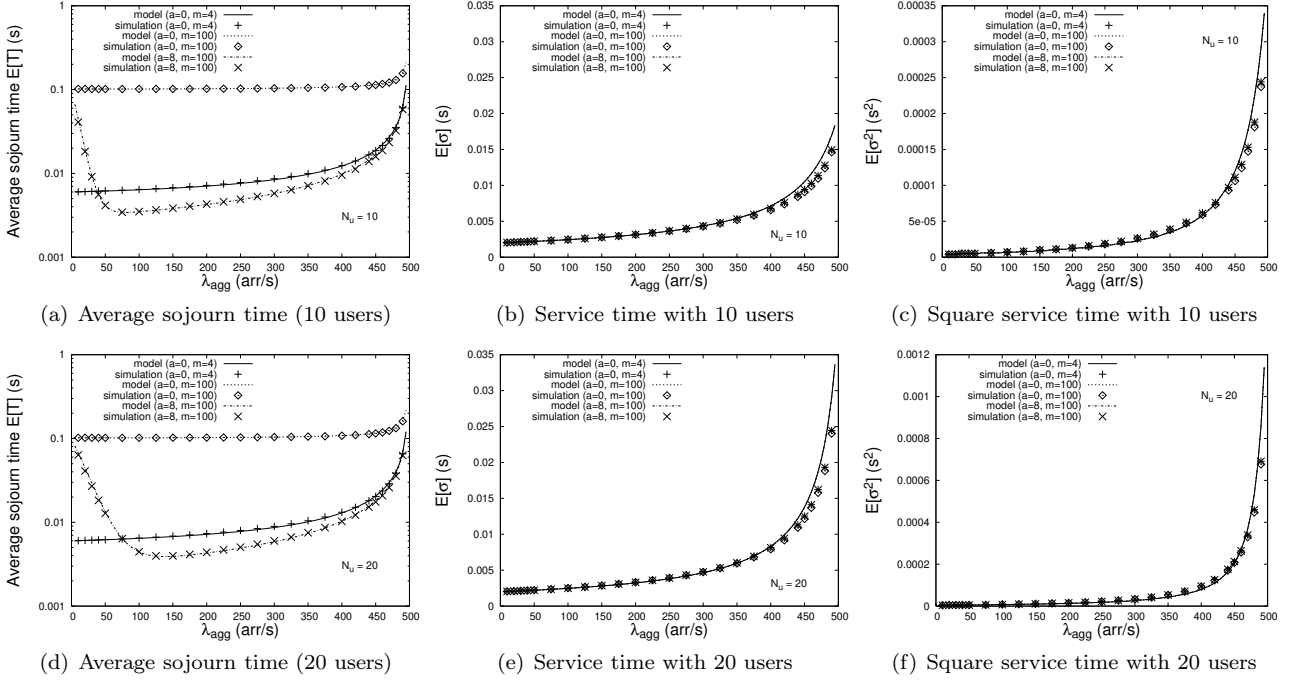 Average sojourn time E[T] (s)
1
0.1
0.01
0.001
model (a=0, m=4)
simulation (a=0, m=4)
model (a=0, m=100)
simulation (a=0, m=100)
model (a=8, m=100)
simulation (a=8, m=100)
N_u = 10
0 50 100 150 200 250 300 350 400 450 500
λ_agg (arr/s)
(a) Average sojourn time (10 users)
E[σ] (s)
0.035
0.03
0.025
0.02
0.015
0.01
0.005
0
model (a=0, m=4)
simulation (a=0, m=4)
model (a=0, m=100)
simulation (a=0, m=100)
model (a=8, m=100)
simulation (a=8, m=100)
N_u = 10
0 50 100 150 200 250 300 350 400 450 500
λ_agg (arr/s)
(b) Service time with 10 users
E[σ²] (s²)
0.00035
0.0003
0.00025
0.0002
0.00015
0.0001
5e-05
0
model (a=0, m=4)
simulation (a=0, m=4)
model (a=0, m=100)
simulation (a=0, m=100)
model (a=8, m=100)
simulation (a=8, m=100)
N_u = 10
0 50 100 150 200 250 300 350 400 450 500
λ_agg (arr/s)
(c) Square service time with 10 users
Average sojourn time E[T] (s)
1
0.1
0.01
0.001
model (a=0, m=4)
simulation (a=0, m=4)
model (a=0, m=100)
simulation (a=0, m=100)
model (a=8, m=100)
simulation (a=8, m=100)
N_u = 20
0 50 100 150 200 250 300 350 400 450 500
λ_agg (arr/s)
(d) Average sojourn time (20 users)
E[σ] (s)
0.035
0.03
0.025
0.02
0.015
0.01
0.005
0
model (a=0, m=4)
simulation (a=0, m=4)
model (a=0, m=100)
simulation (a=0, m=100)
model (a=8, m=100)
simulation (a=8, m=100)
N_u = 20
0 50 100 150 200 250 300 350 400 450 500
λ_agg (arr/s)
(e) Service time with 20 users
E[σ²] (s²)
0.0012
0.001
0.0008
0.0006
0.0004
0.0002
0
model (a=0, m=4)
simulation (a=0, m=4)
model (a=0, m=100)
simulation (a=0, m=100)
model (a=8, m=100)
simulation (a=8, m=100)
N_u = 20
0 50 100 150 200 250 300 350 400 450 500
λ_agg (arr/s)
(f) Square service time with 20 users